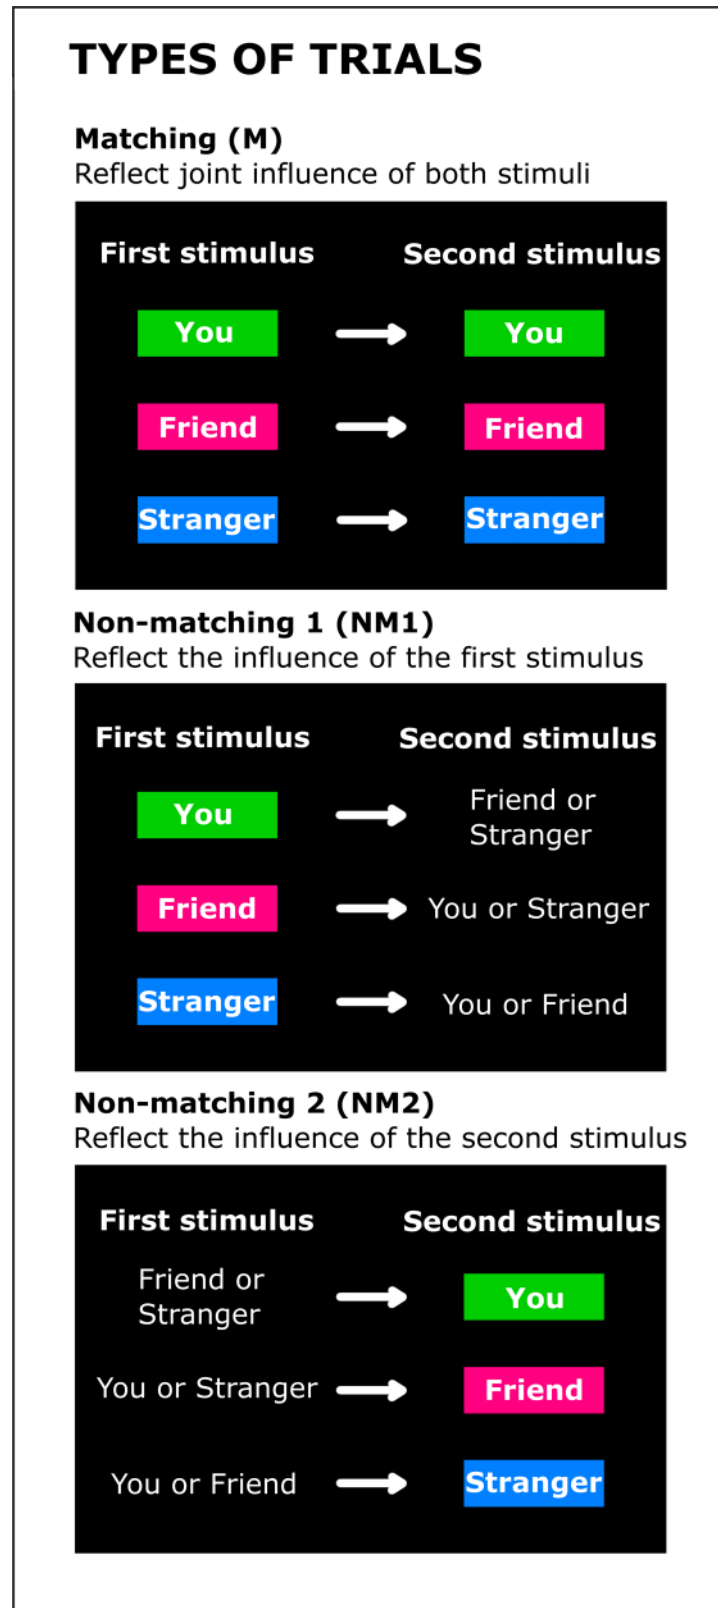 TYPES OF TRIALS
Matching (M)
Reflect joint influence of both stimuli
First stimulus Second stimulus
You You
Friend Friend
Stranger Stranger
Non-matching 1 (NM1)
Reflect the influence of the first stimulus
First stimulus Second stimulus
You Friend or
Stranger
Friend You or Stranger
Stranger You or Friend
Non-matching 2 (NM2)
Reflect the influence of the second stimulus
First stimulus Second stimulus
Friend or
Stranger You
You or Stranger Friend
You or Friend Stranger